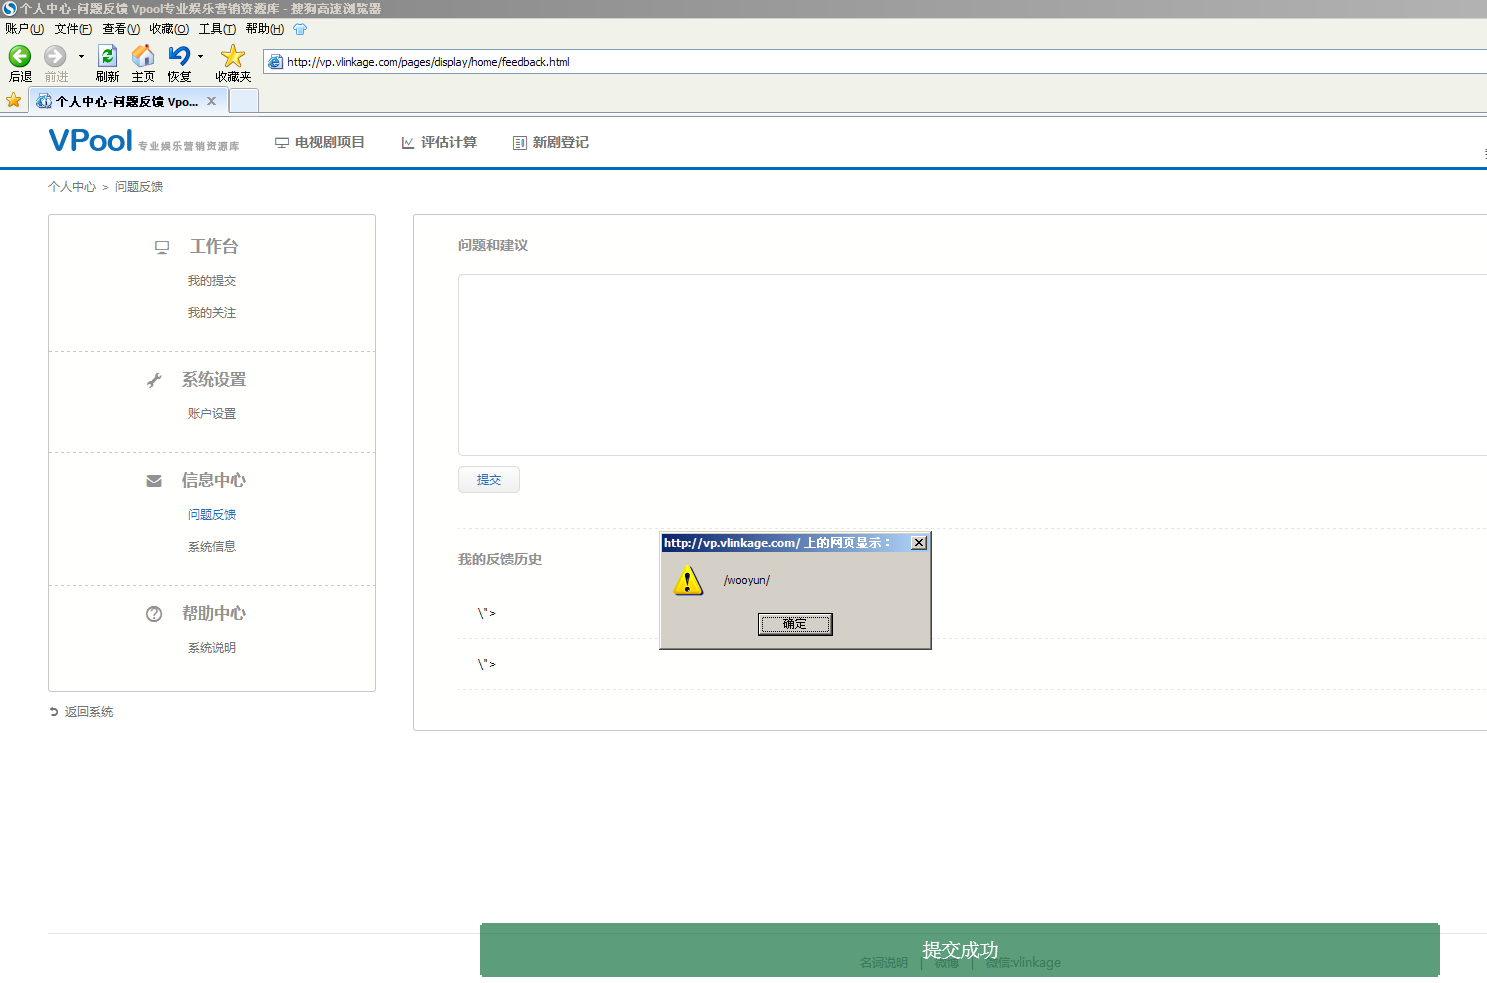 个人中心-问题反馈 Vpool专业娱乐营销资源库 - 搜狗高速浏览器
账户(U) 文件(F) 查看(V) 收藏(O) 工具(T) 帮助(H)
后退 前进 刷新 主页 恢复 收藏夹 http://vp.vlinkage.com/pages/display/home/feedback.html
个人中心-问题反馈 Vpo... X
VPool 专业娱乐营销资源库 电视剧项目 评估计算 新剧登记
个人中心 > 问题反馈
工作台
我的提交
我的关注
系统设置
账户设置
信息中心
问题反馈
系统信息
帮助中心
系统说明
返回系统
问题和建议
提交
我的反馈历史
\">
\">
http://vp.vlinkage.com/ 上的网页显示：
/wooyun/
确定
提交成功
名词说明 | 微博 | 微信:vlinkage